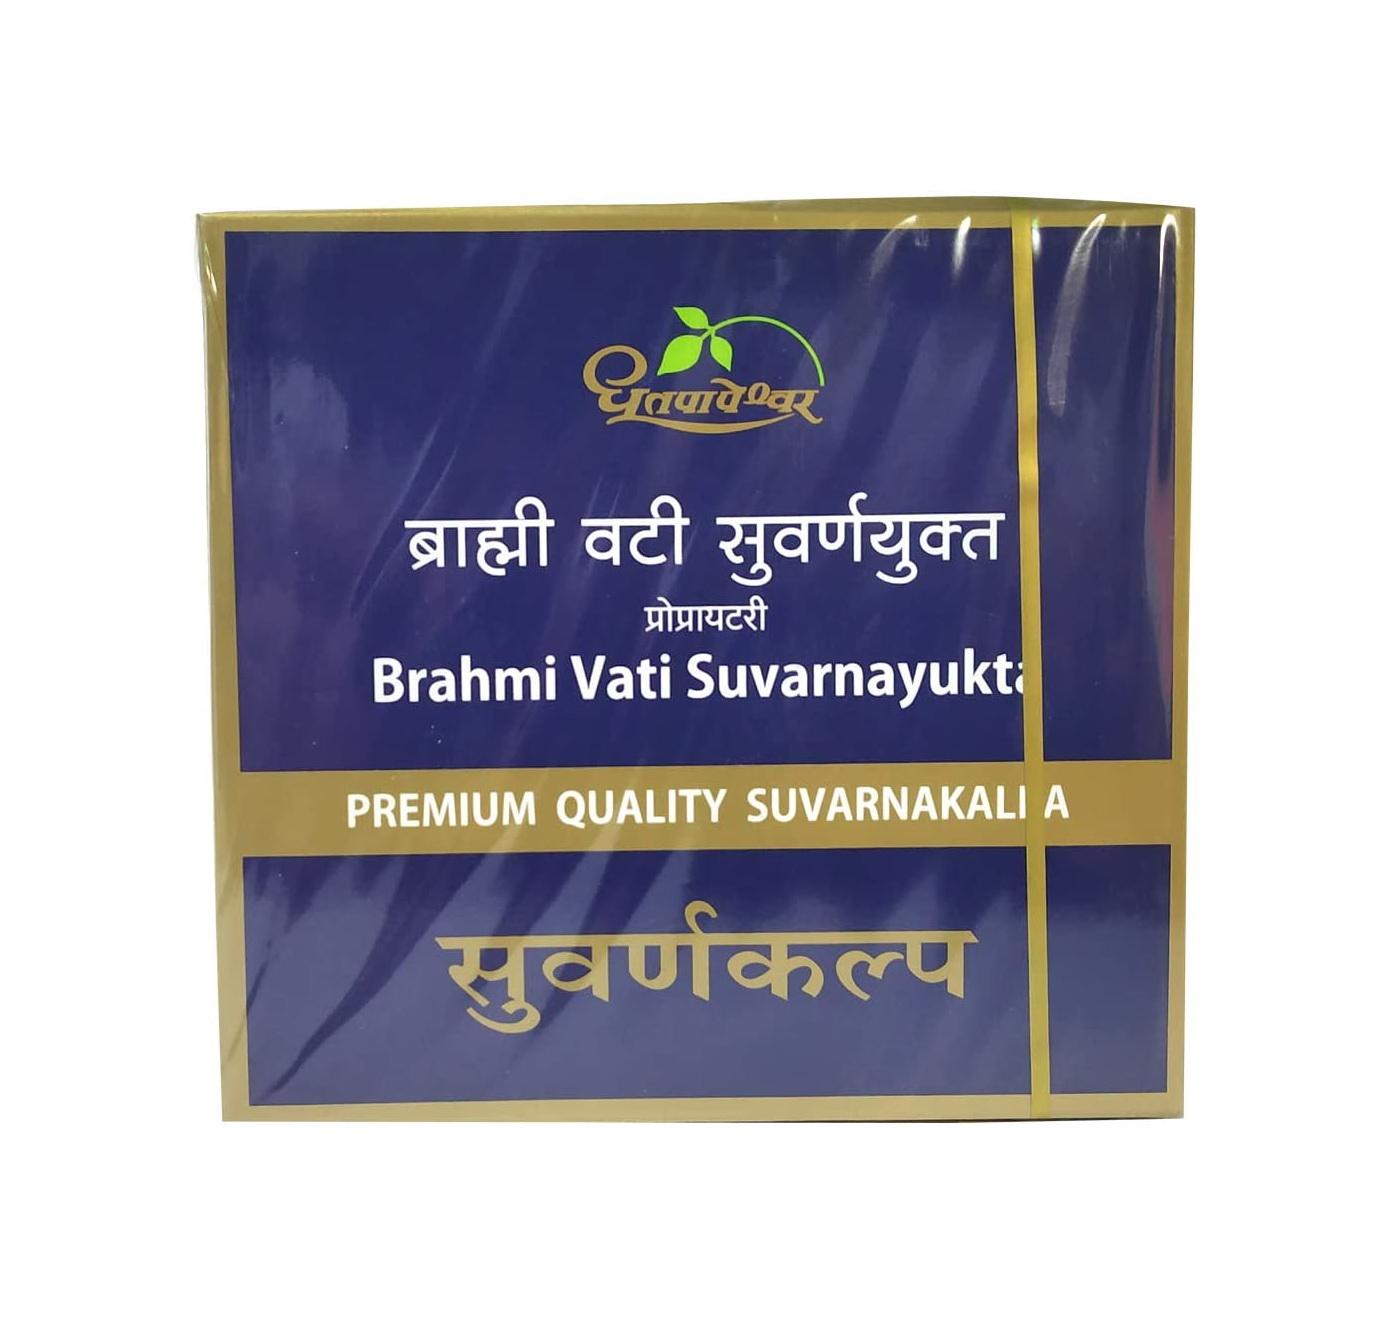 धूतपापेश्वर
ब्राह्मी वटी सुवर्णयुक्त
प्रोप्रायटरी
Brahmi Vati Suvarnayukta
PREMIUM QUALITY SUVARNAKALPA
सुवर्णकल्प